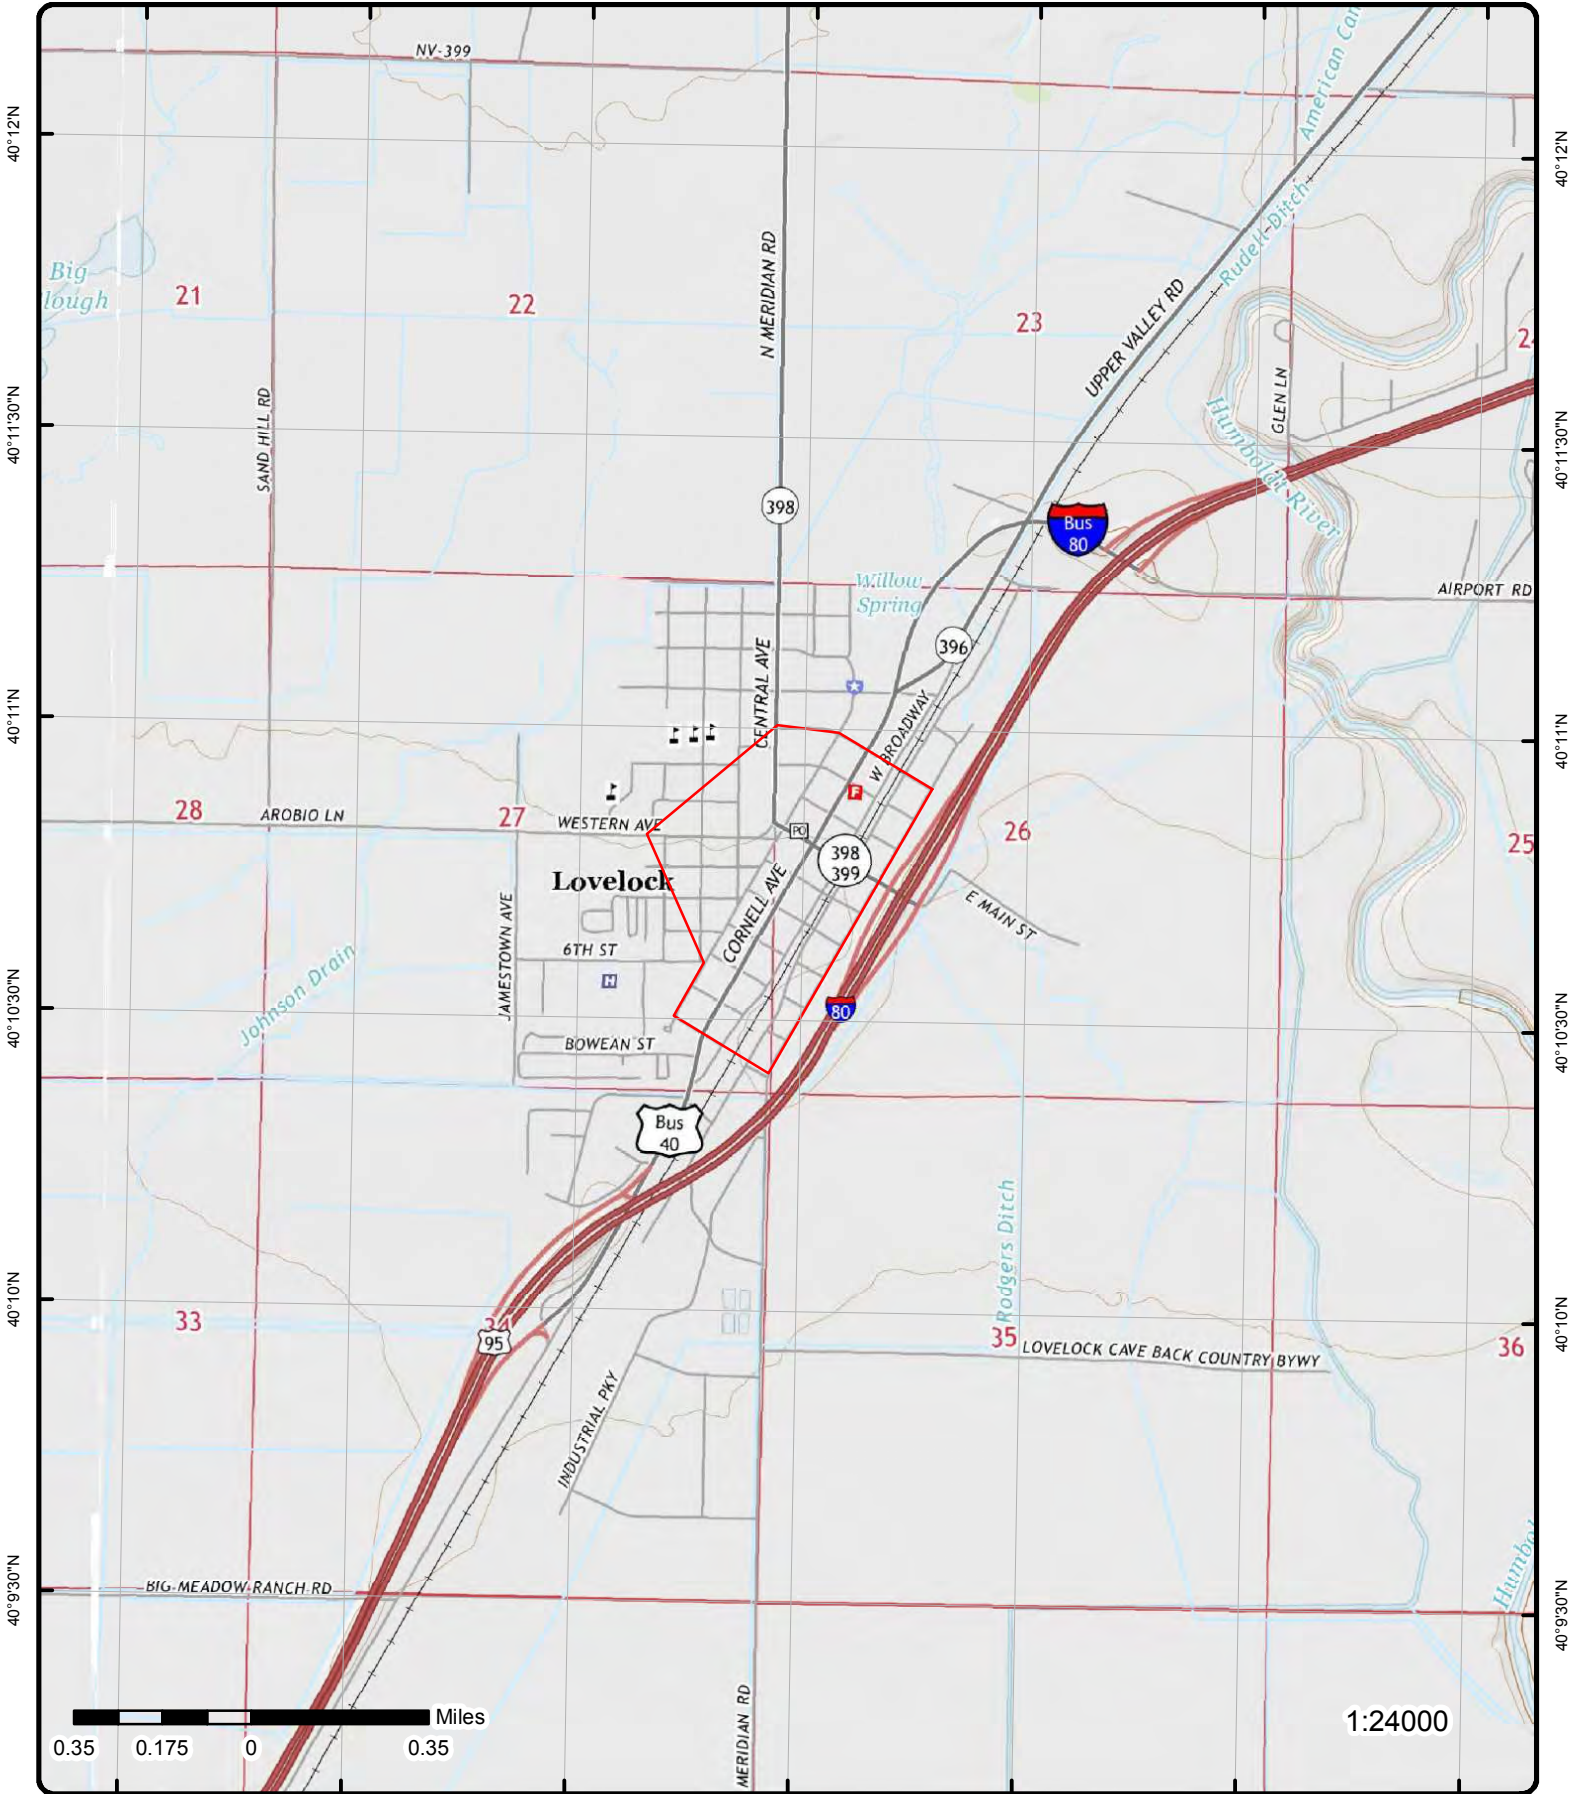 NV-399
American Can
40°12'N
40°12'N
Rudell Ditch
N MERIDIAN RD
Big
lough
21
22
23
UPPER VALLEY RD
2
GLEN LN
SAND HILL RD
40°11'30"N
40°11'30"N
Humboldt River
398
Bus
80
Willow
Spring
AIRPORT RD
396
CENTRAL AVE
40°11'N
40°11'N
W BROADWAY
F
28
AROBIO LN
27
WESTERN AVE
PO
26
25
398
399
Lovelock
CORNELL AVE
E MAIN ST
JAMESTOWN AVE
6TH ST
H
Johnson Drain
40°10'30"N
40°10'30"N
80
BOWEAN ST
Bus
40
Rodgers Ditch
40°10'N
40°10'N
33
34
95
35
LOVELOCK CAVE BACK COUNTRY BYWY
36
INDUSTRIAL PKY
Humbol
40°9'30"N
40°9'30"N
BIG MEADOW RANCH RD
MERIDIAN RD
Miles
0.35 0.175 0 0.35
1:24000